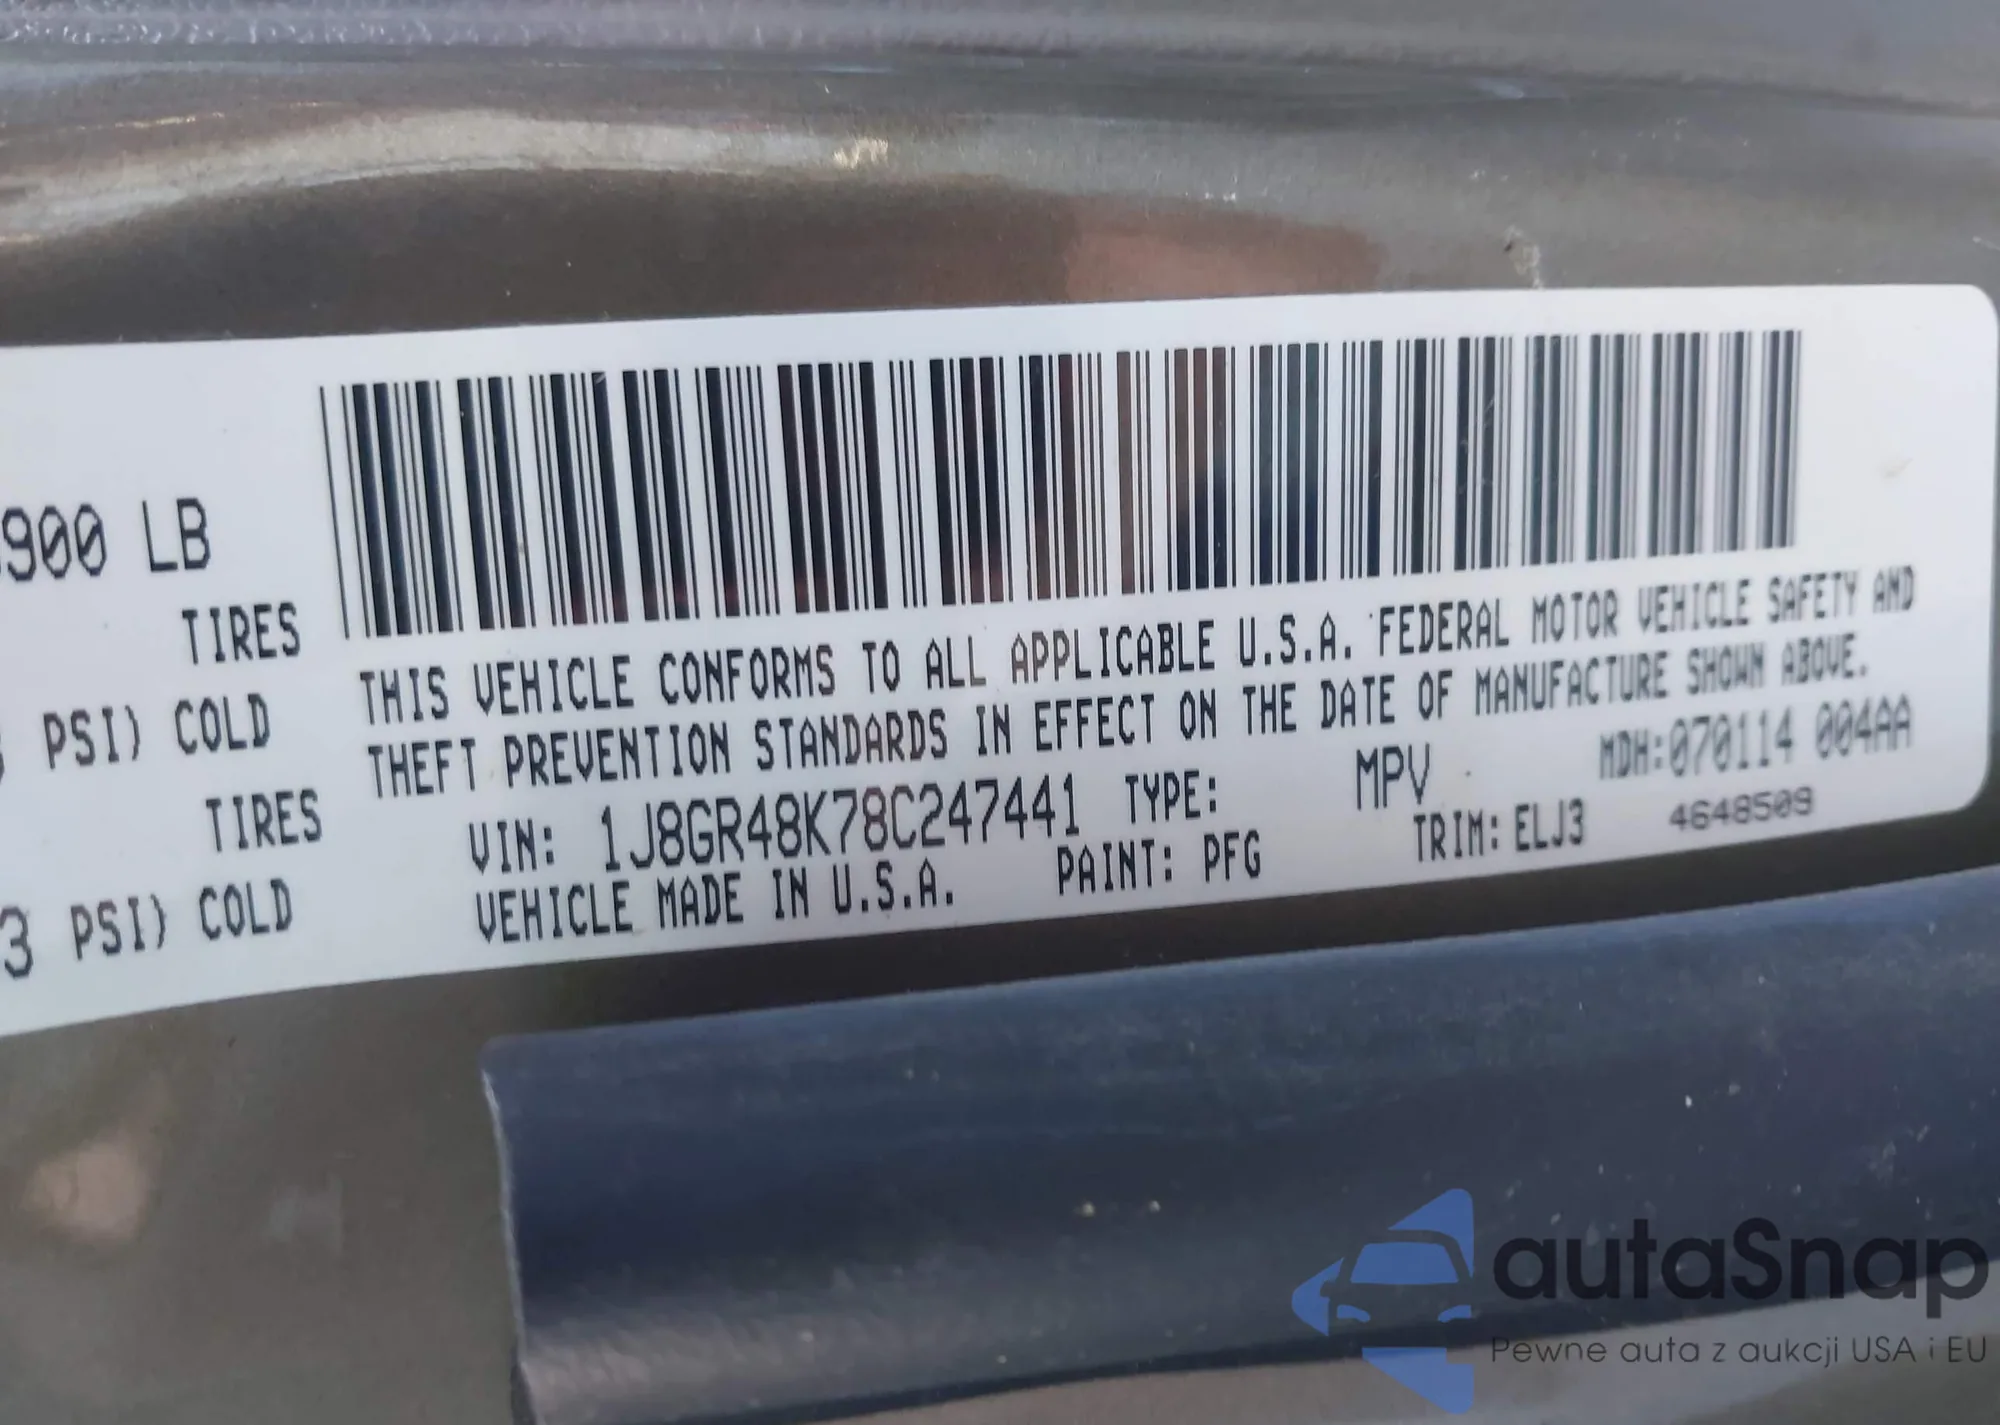 900 LB
TIRES
PSI) COLD
TIRES
3 PSI) COLD
THIS VEHICLE CONFORMS TO ALL APPLICABLE U.S.A. FEDERAL MOTOR VEHICLE SAFETY AND
THEFT PREVENTION STANDARDS IN EFFECT ON THE DATE OF MANUFACTURE SHOWN ABOVE.
VIN: 1J8GR48K78C247441 TYPE: MPV MDH:070114 004AA
VEHICLE MADE IN U.S.A. PAINT: PFG TRIM: ELJ3 4648509
autaSnap
Pewne auta z aukcji USA i EU